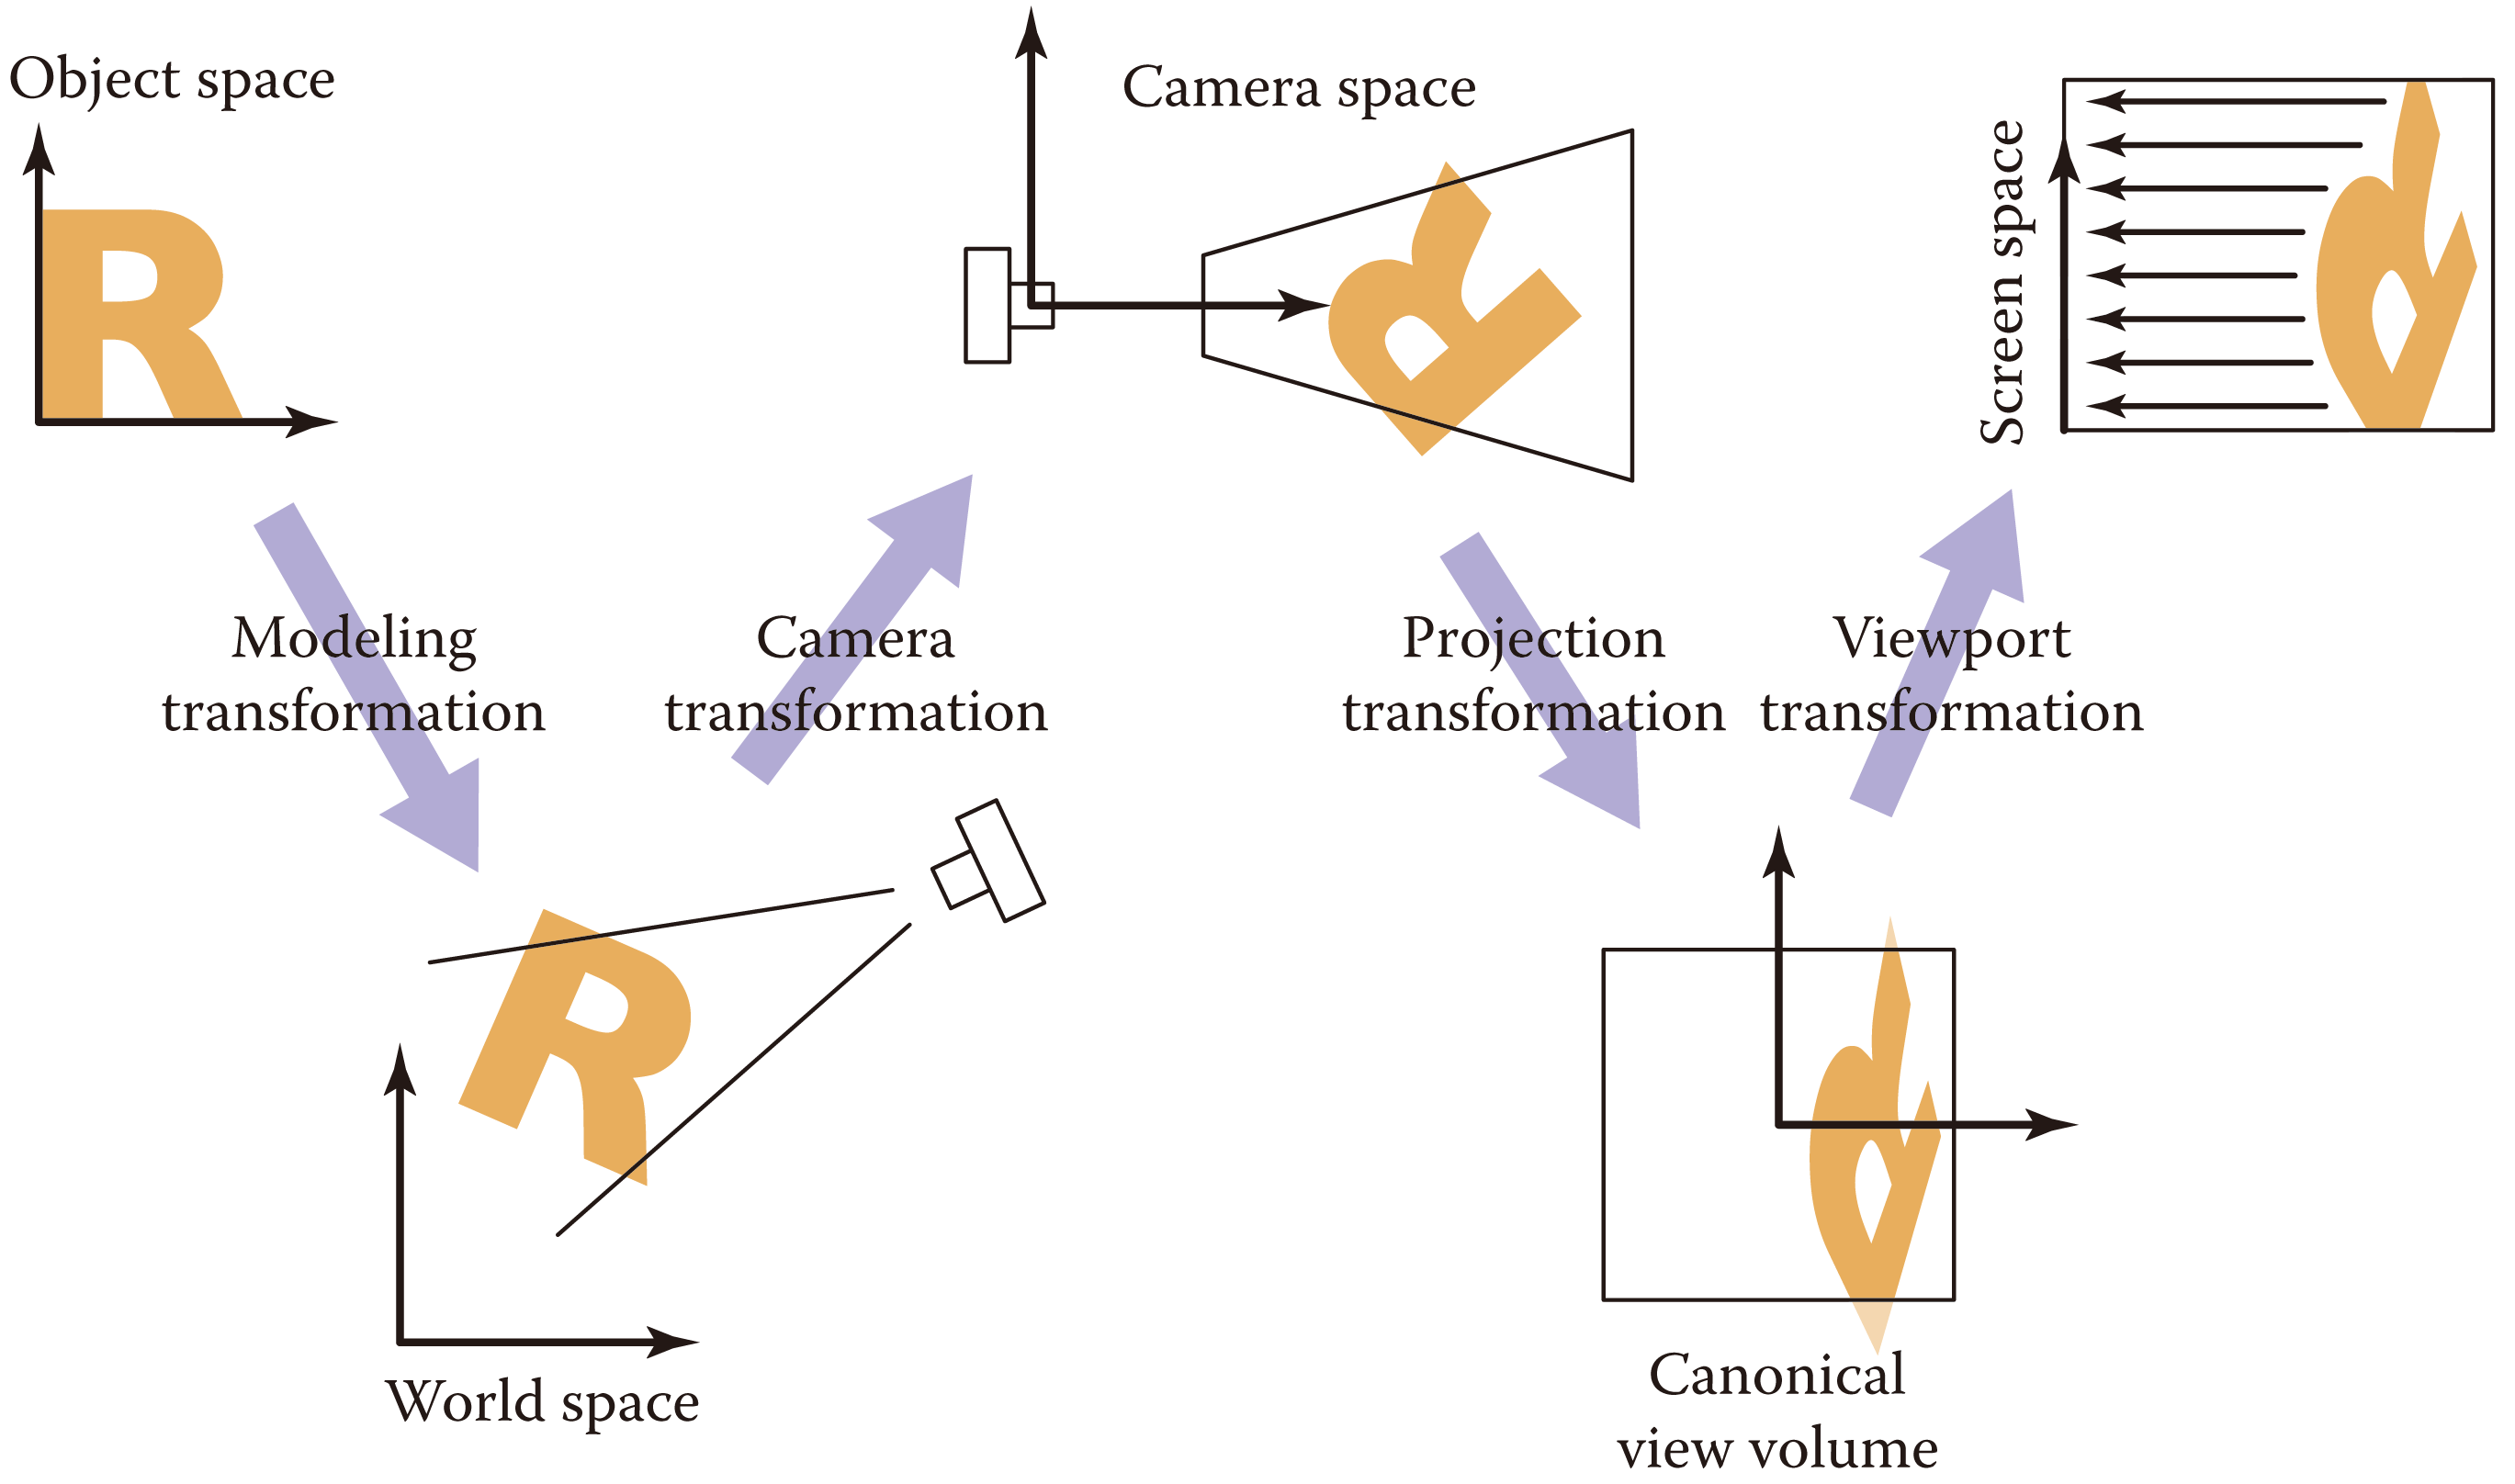 Object space
Camera space
Screen space
Modeling
transformation
Camera
transformation
Projection
transformation
Viewport
transformation
R
R
R
World space
Canonical
view volume